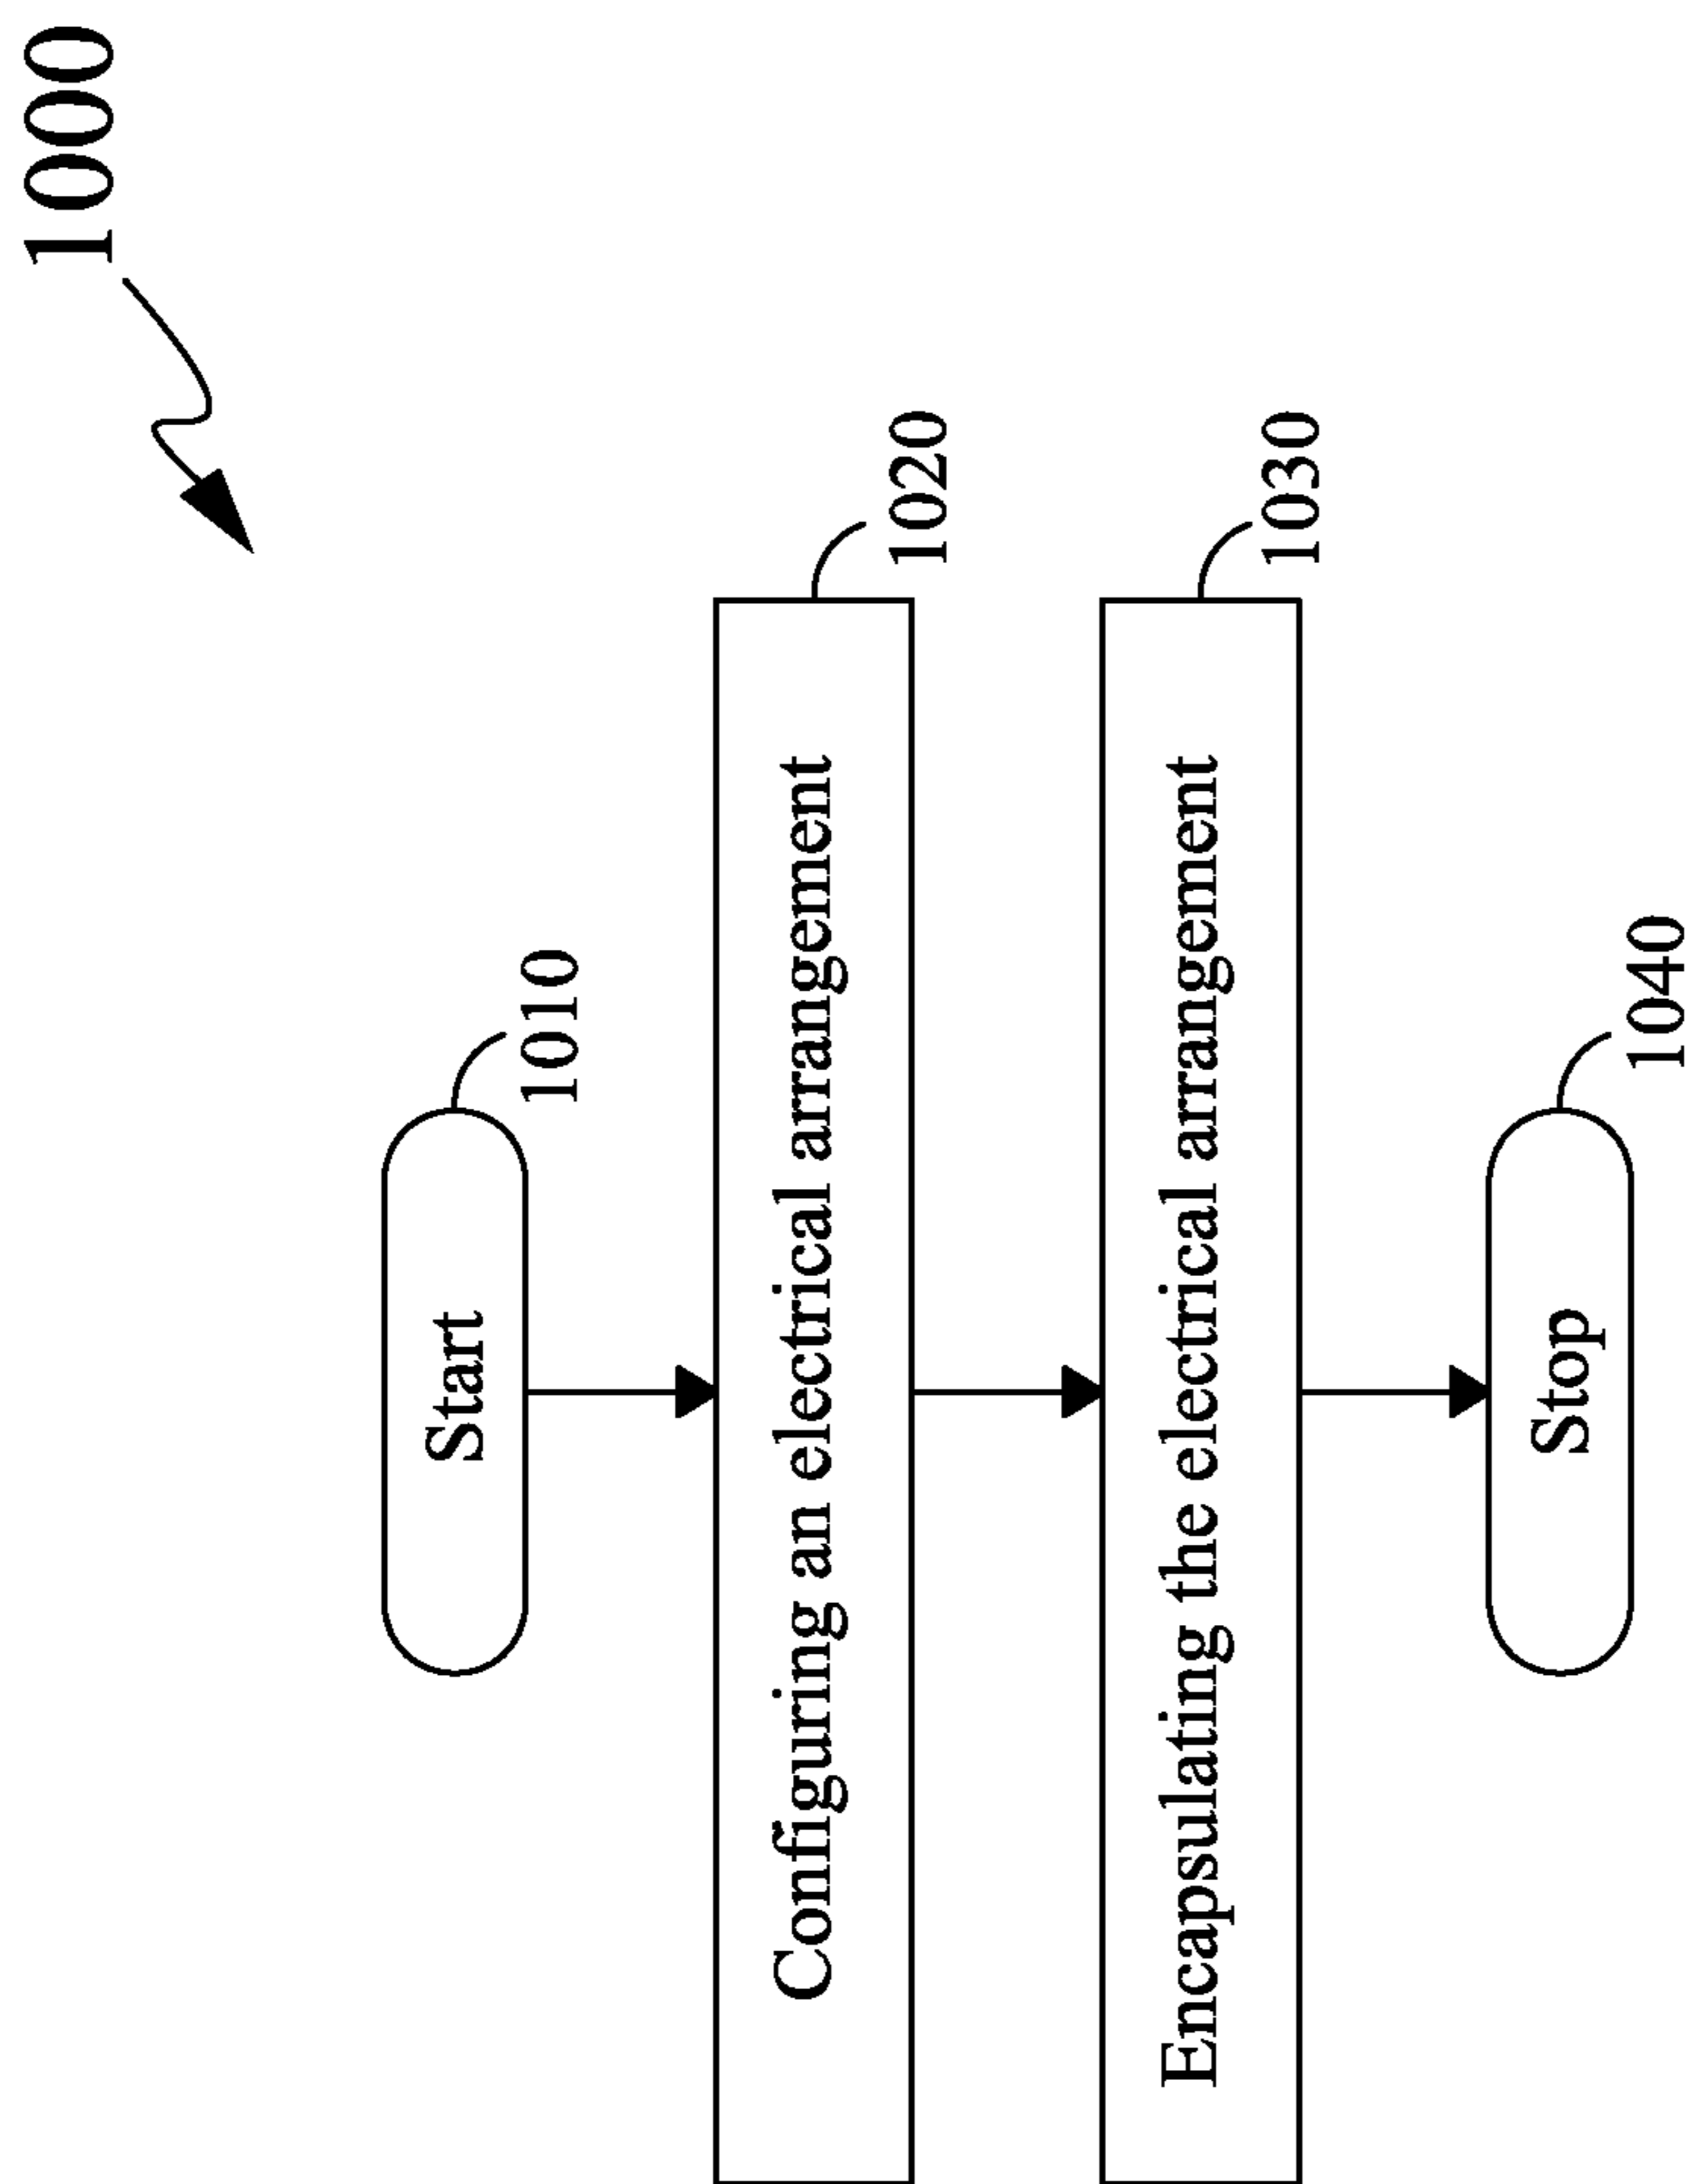 1000
Start
1010
Configuring an electrical arrangement
1020
Encapsulating the electrical arrangement
1030
Stop
1040